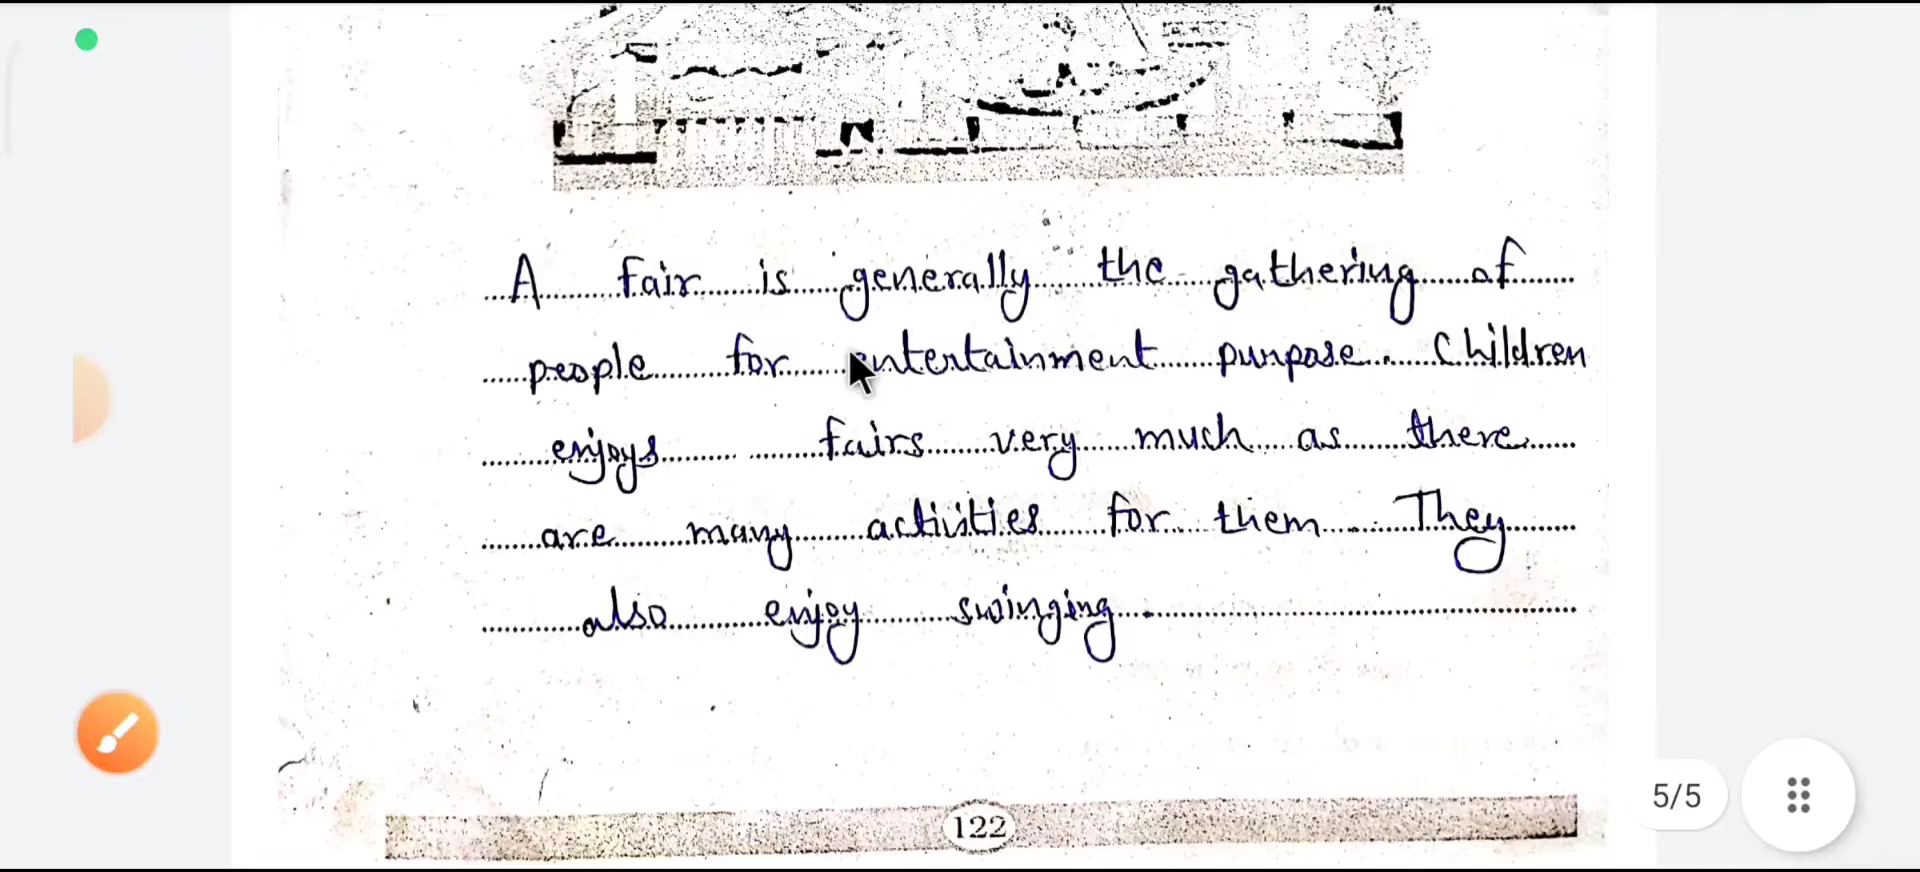 A fair is generally the gathering of
people for entertainment purpose. Children
enjoys fairs very much as there
are many activities for them. They
also enjoy swinging.
5/5
122